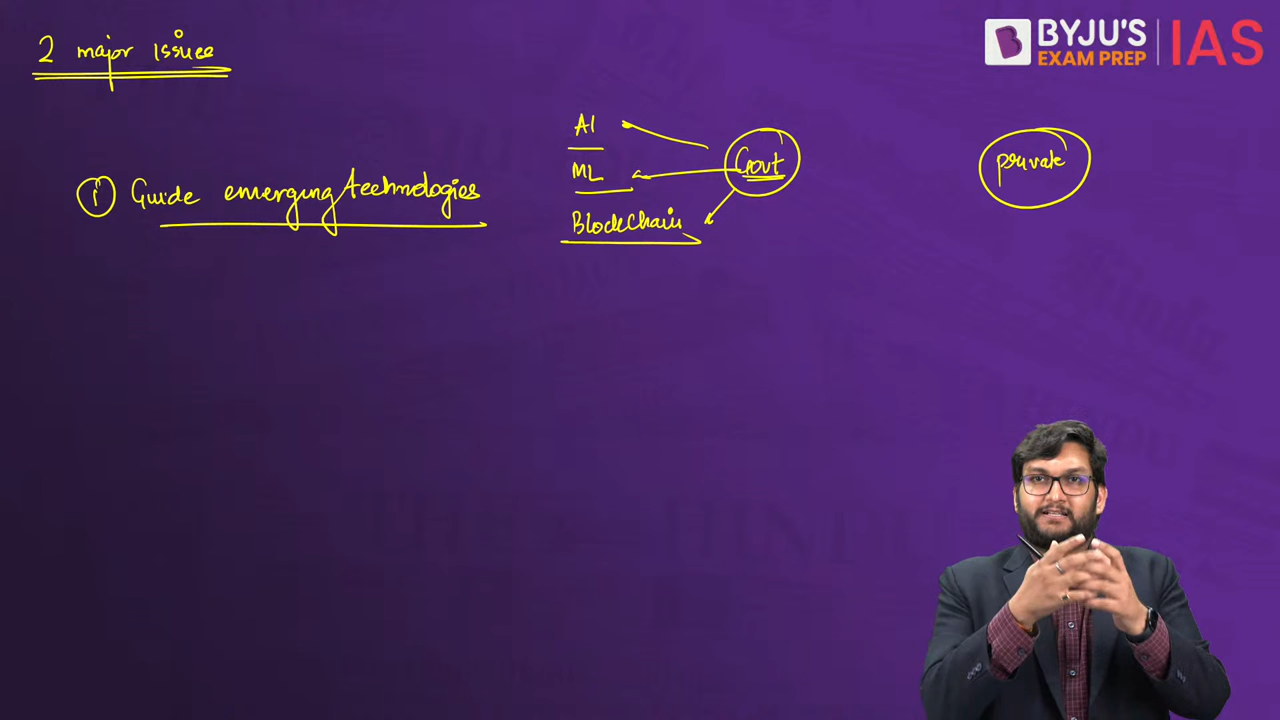 2 major issues
BYJU'S
EXAM PREP
IAS
① Guide emerging technologies
AI
ML
BlockChain
Govt
private